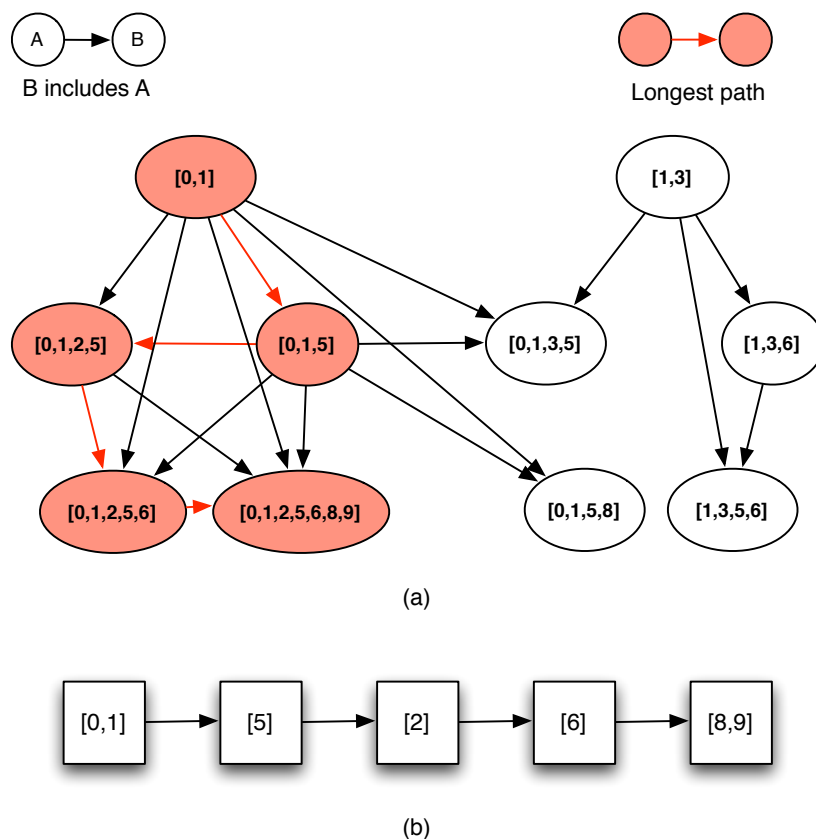 A B
B includes A
Longest path
[0,1] [1,3]
[0,1,2,5] [0,1,5] [0,1,3,5] [1,3,6]
[0,1,2,5,6] [0,1,2,5,6,8,9] [0,1,5,8] [1,3,5,6]
(a)
[0,1] [5] [2] [6] [8,9]
(b)